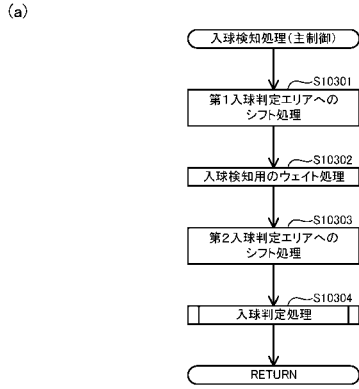 (a)
入球検知処理(主制御)
S10301
第1入球判定エリアへの
シフト処理
S10302
入球検知用のウェイト処理
S10303
第2入球判定エリアへの
シフト処理
S10304
入球判定処理
RETURN